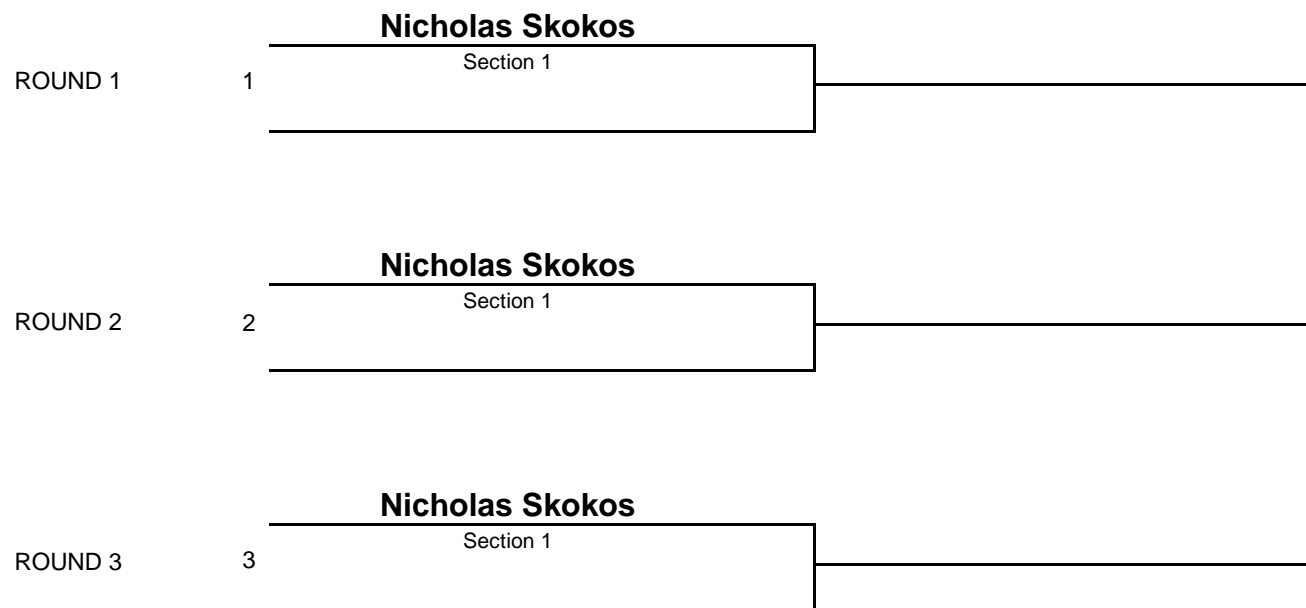 Nicholas Skokos
Section 1
ROUND 1 1
Nicholas Skokos
Section 1
ROUND 2 2
Nicholas Skokos
Section 1
ROUND 3 3